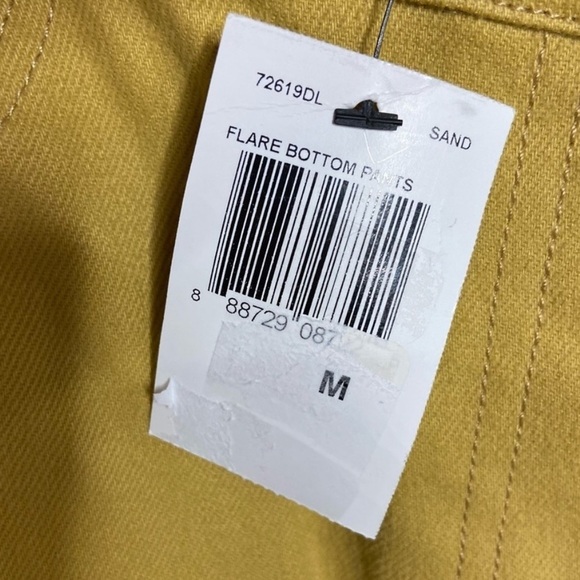 72619DL
SAND
FLARE BOTTOM PANTS
8 88729 087
M